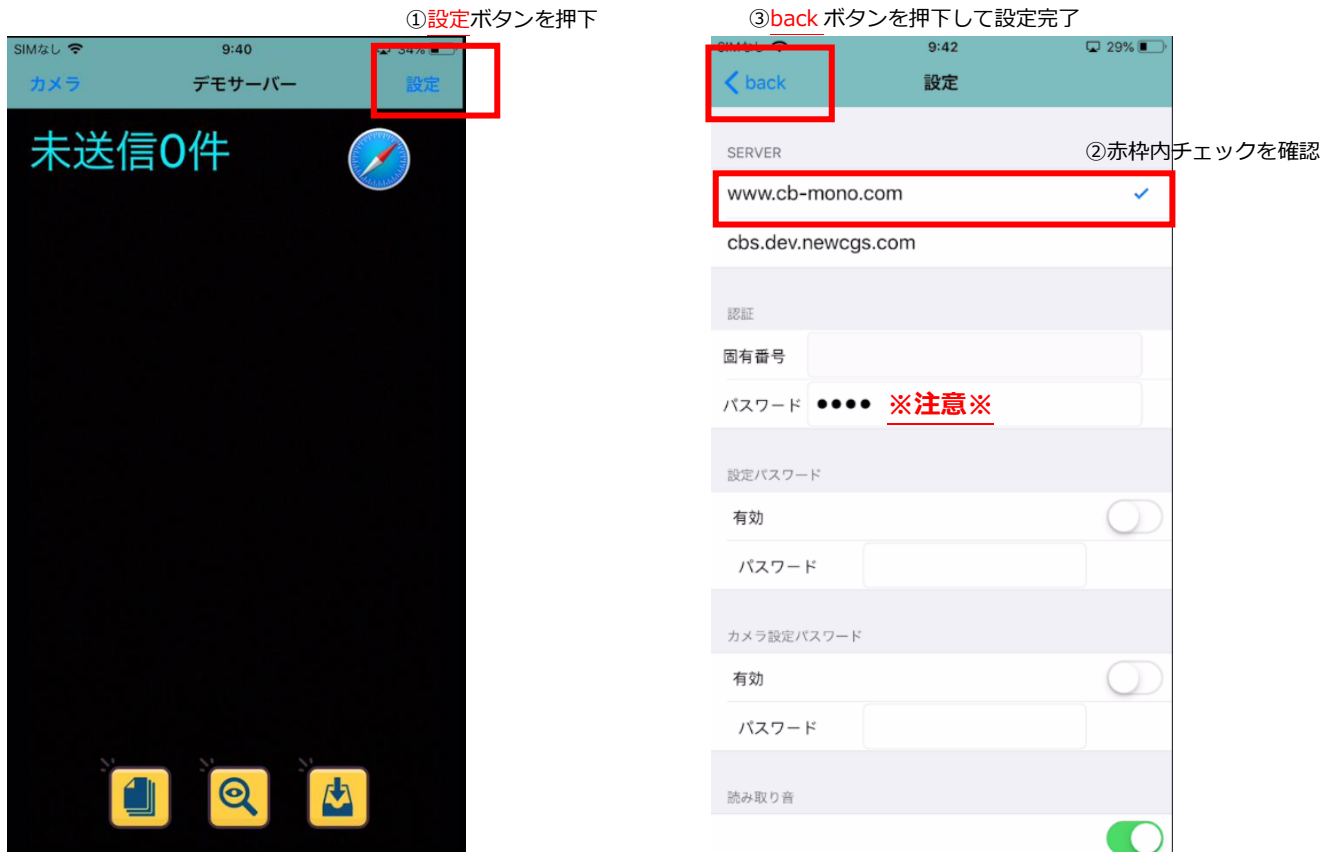 ①設定ボタンを押下
SIMなし 9:40 34%
カメラ デモサーバー 設定
未送信0件
③back ボタンを押下して設定完了
SIMなし 9:42 29%
back 設定
SERVER
②赤枠内チェックを確認
www.cb-mono.com
cbs.dev.newcgs.com
認証
固有番号
パスワード ●●●● ※注意※
設定パスワード
有効
パスワード
カメラ設定パスワード
有効
パスワード
読み取り音